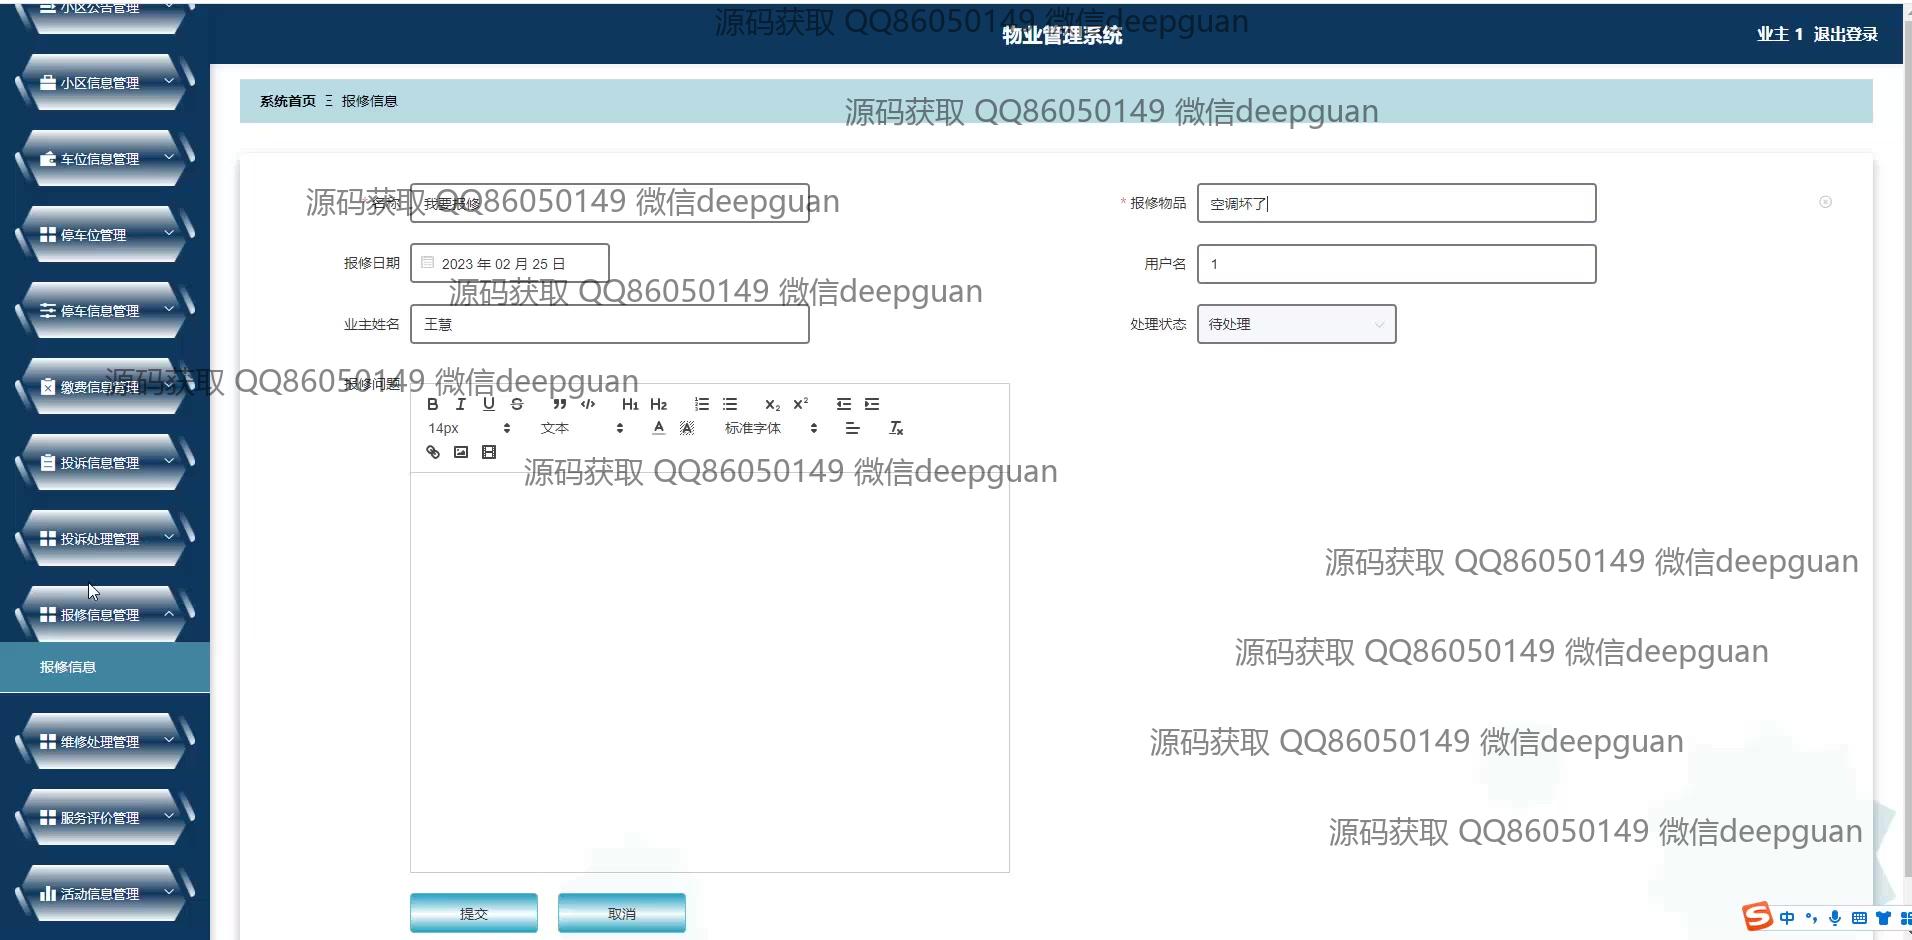 小区公告管理
源码获取 QQ86050149 微信deepguan
物业管理系统
业主 1 退出登录
小区信息管理
系统首页 Ξ 报修信息
源码获取 QQ86050149 微信deepguan
车位信息管理
* 名称 我要报修
源码获取 QQ86050149 微信deepguan
* 报修物品 空调坏了
停车位管理
报修日期 2023 年 02 月 25 日
用户名 1
源码获取 QQ86050149 微信deepguan
停车信息管理
业主姓名 王慧
处理状态 待处理
缴费信息管理
源码获取 QQ86050149 微信deepguan
报修问题
B I U S H1 H2 X2 X2
14px 文本 A A 标准字体 Tx
投诉信息管理
源码获取 QQ86050149 微信deepguan
投诉处理管理
源码获取 QQ86050149 微信deepguan
报修信息管理
报修信息
源码获取 QQ86050149 微信deepguan
维修处理管理
源码获取 QQ86050149 微信deepguan
服务评价管理
源码获取 QQ86050149 微信deepguan
活动信息管理
提交 取消
S 中